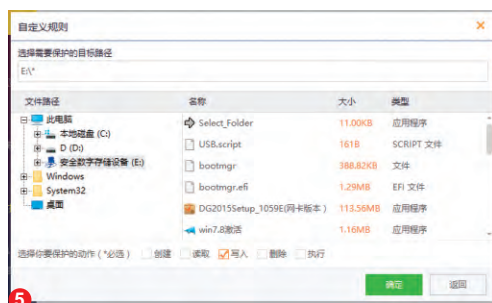 自定义规则
选择需要保护的目标路径
E:\*
文件路径 名称 大小 类型
此电脑
本地磁盘 (C:)
D (D:)
安全数字存储设备 (E:)
Windows
System32
桌面
Select_Folder 11.00KB 应用程序
USB.script 161B SCRIPT 文件
bootmgr 388.82KB 文件
bootmgr.efi 1.29MB EFI 文件
DG2015Setup_1059E(网卡版本) 113.56MB 应用程序
win7.8激活 1.16MB 应用程序
选择你要保护的动作 (*必选) 创建 读取 写入 删除 执行
确定 返回
5